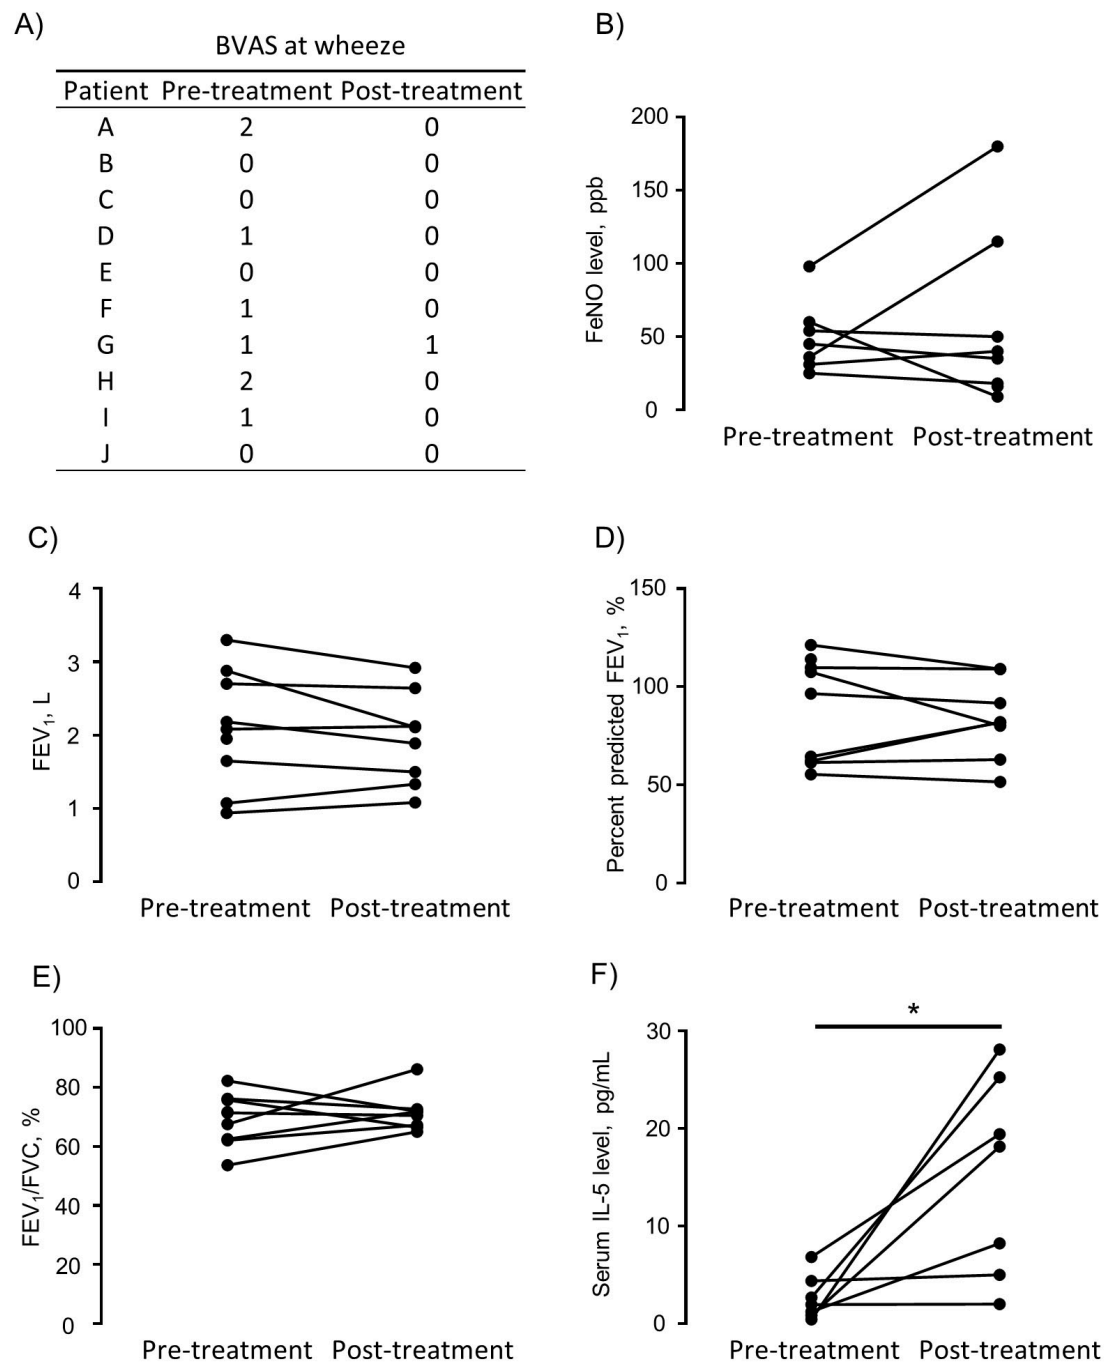 A)
BVAS at wheeze
Patient Pre-treatment Post-treatment
A 2 0
B 0 0
C 0 0
D 1 0
E 0 0
F 1 0
G 1 1
H 2 0
I 1 0
J 0 0
B)
FeNO level, ppb
200
150
100
50
0
Pre-treatment Post-treatment
C)
FEV₁, L
4
3
2
1
0
Pre-treatment Post-treatment
D)
Percent predicted FEV₁, %
150
100
50
0
Pre-treatment Post-treatment
E)
FEV₁/FVC, %
100
80
60
40
20
0
Pre-treatment Post-treatment
F)
Serum IL-5 level, pg/mL
*
30
20
10
0
Pre-treatment Post-treatment